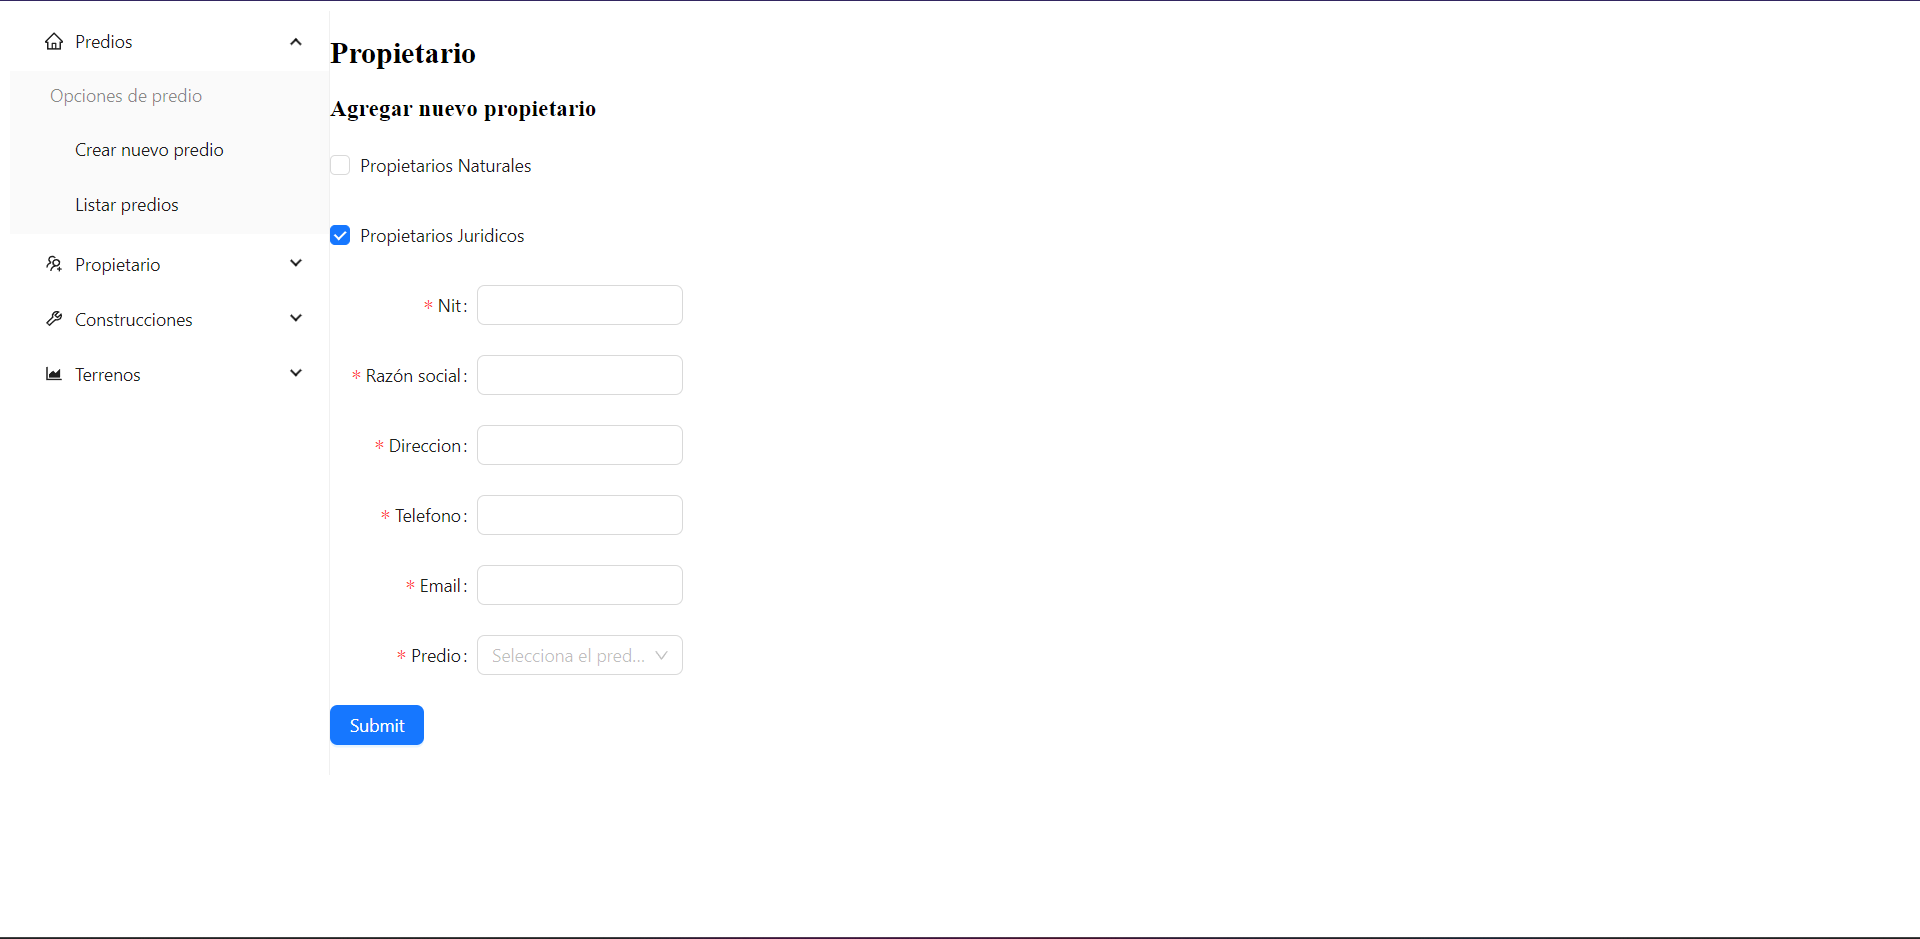 Predios
Opciones de predio
Crear nuevo predio
Listar predios
Propietario
Construcciones
Terrenos
Propietario
Agregar nuevo propietario
Propietarios Naturales
Propietarios Juridicos
* Nit:
* Razón social:
* Direccion:
* Telefono:
* Email:
* Predio: Selecciona el pred...
Submit